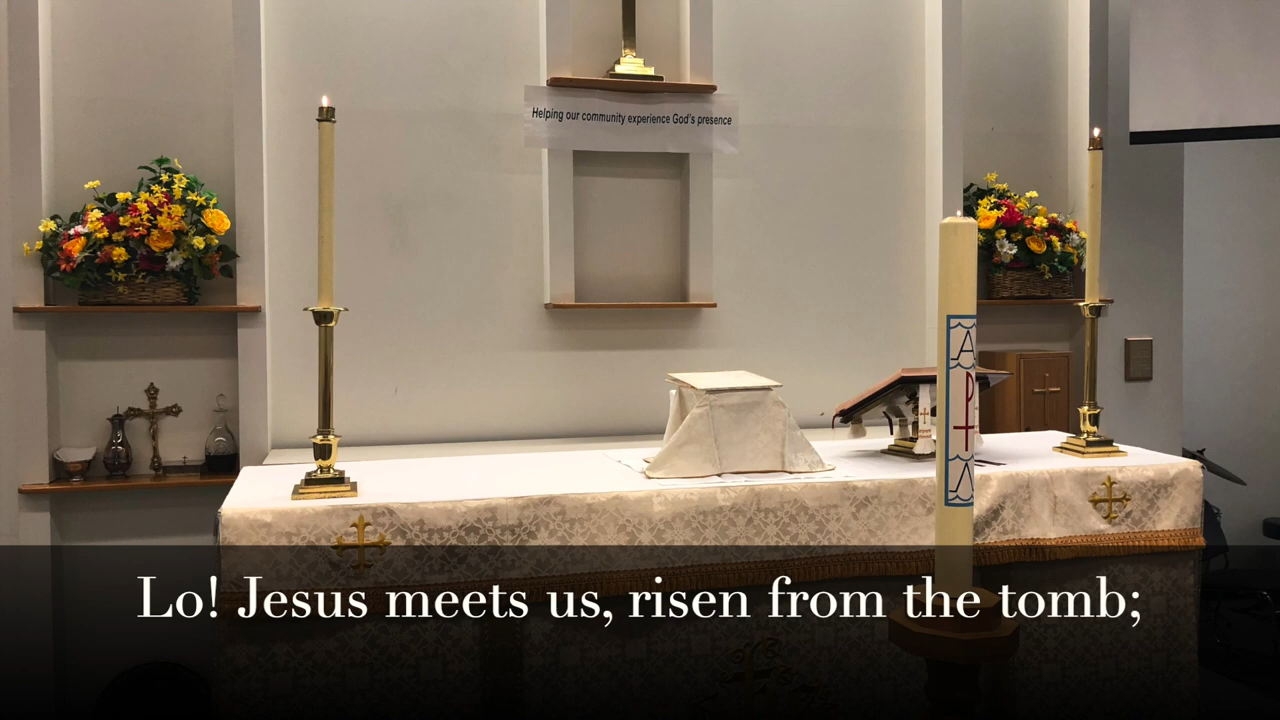 Helping our community experience God's presence
A
P
A
Lo! Jesus meets us, risen from the tomb;